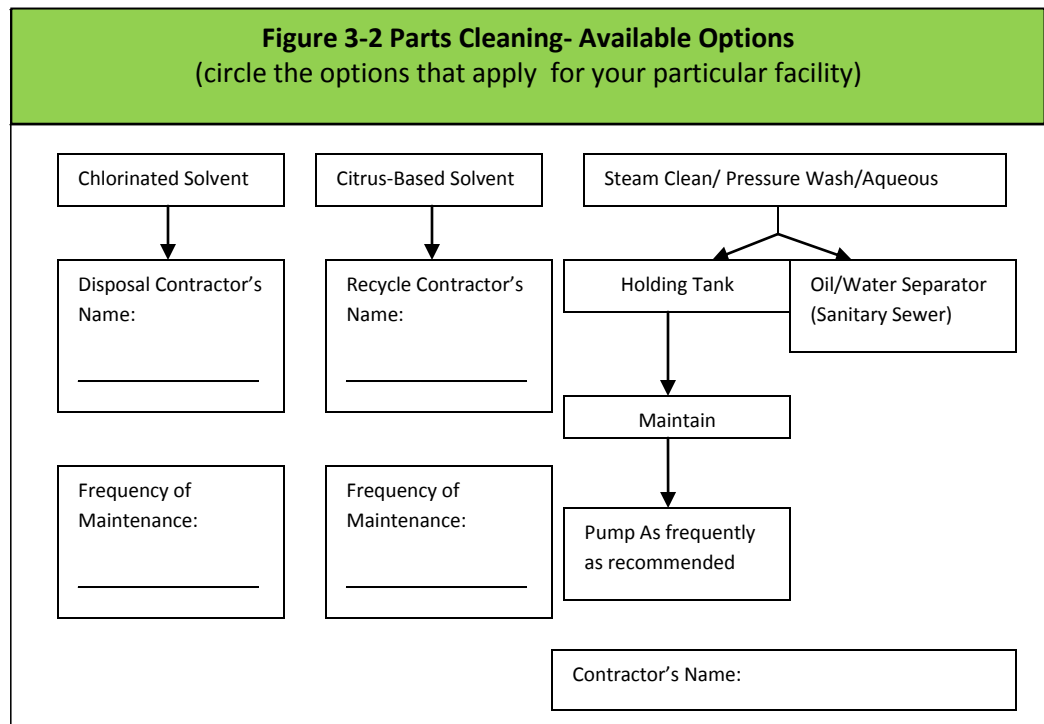 Figure 3-2 Parts Cleaning- Available Options
(circle the options that apply for your particular facility)
Chlorinated Solvent
Citrus-Based Solvent
Steam Clean/ Pressure Wash/Aqueous
Disposal Contractor’s
Name:
Recycle Contractor’s
Name:
Holding Tank
Oil/Water Separator
(Sanitary Sewer)
Maintain
Frequency of
Maintenance:
Frequency of
Maintenance:
Pump As frequently
as recommended
Contractor’s Name: